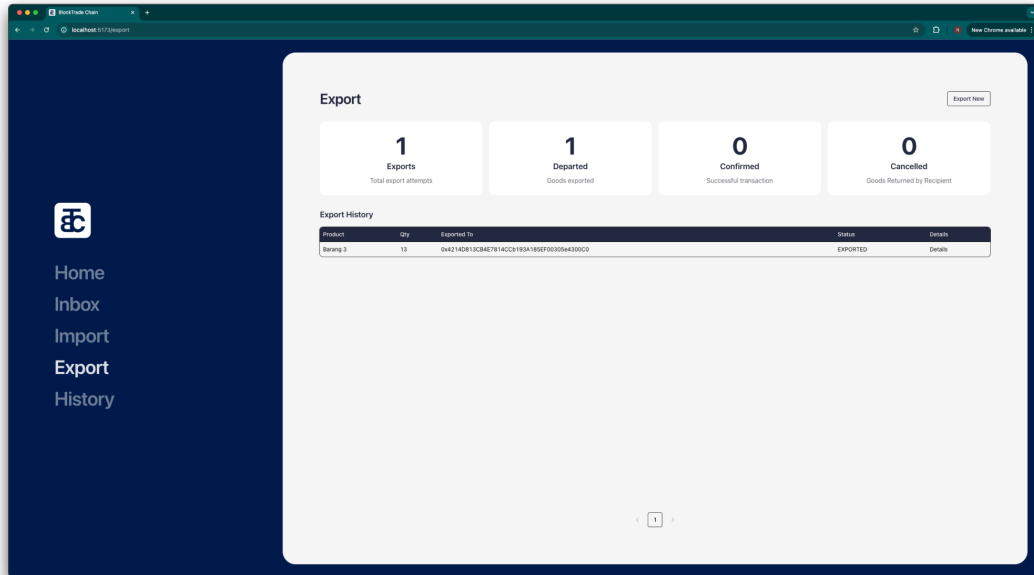 BlockTrade Chain
localhost:5173/export
New Chrome available
BTC
Home
Inbox
Import
Export
History
Export
Export New
1
Exports
Total export attempts
1
Departed
Goods exported
0
Confirmed
Successful transaction
0
Cancelled
Goods Returned by Recipient
Export History
Product Qty Exported To Status Details
Barang 3 13 0x4214D813CB4E7814CCb193A185EF00305e4300C0 EXPORTED Details
1